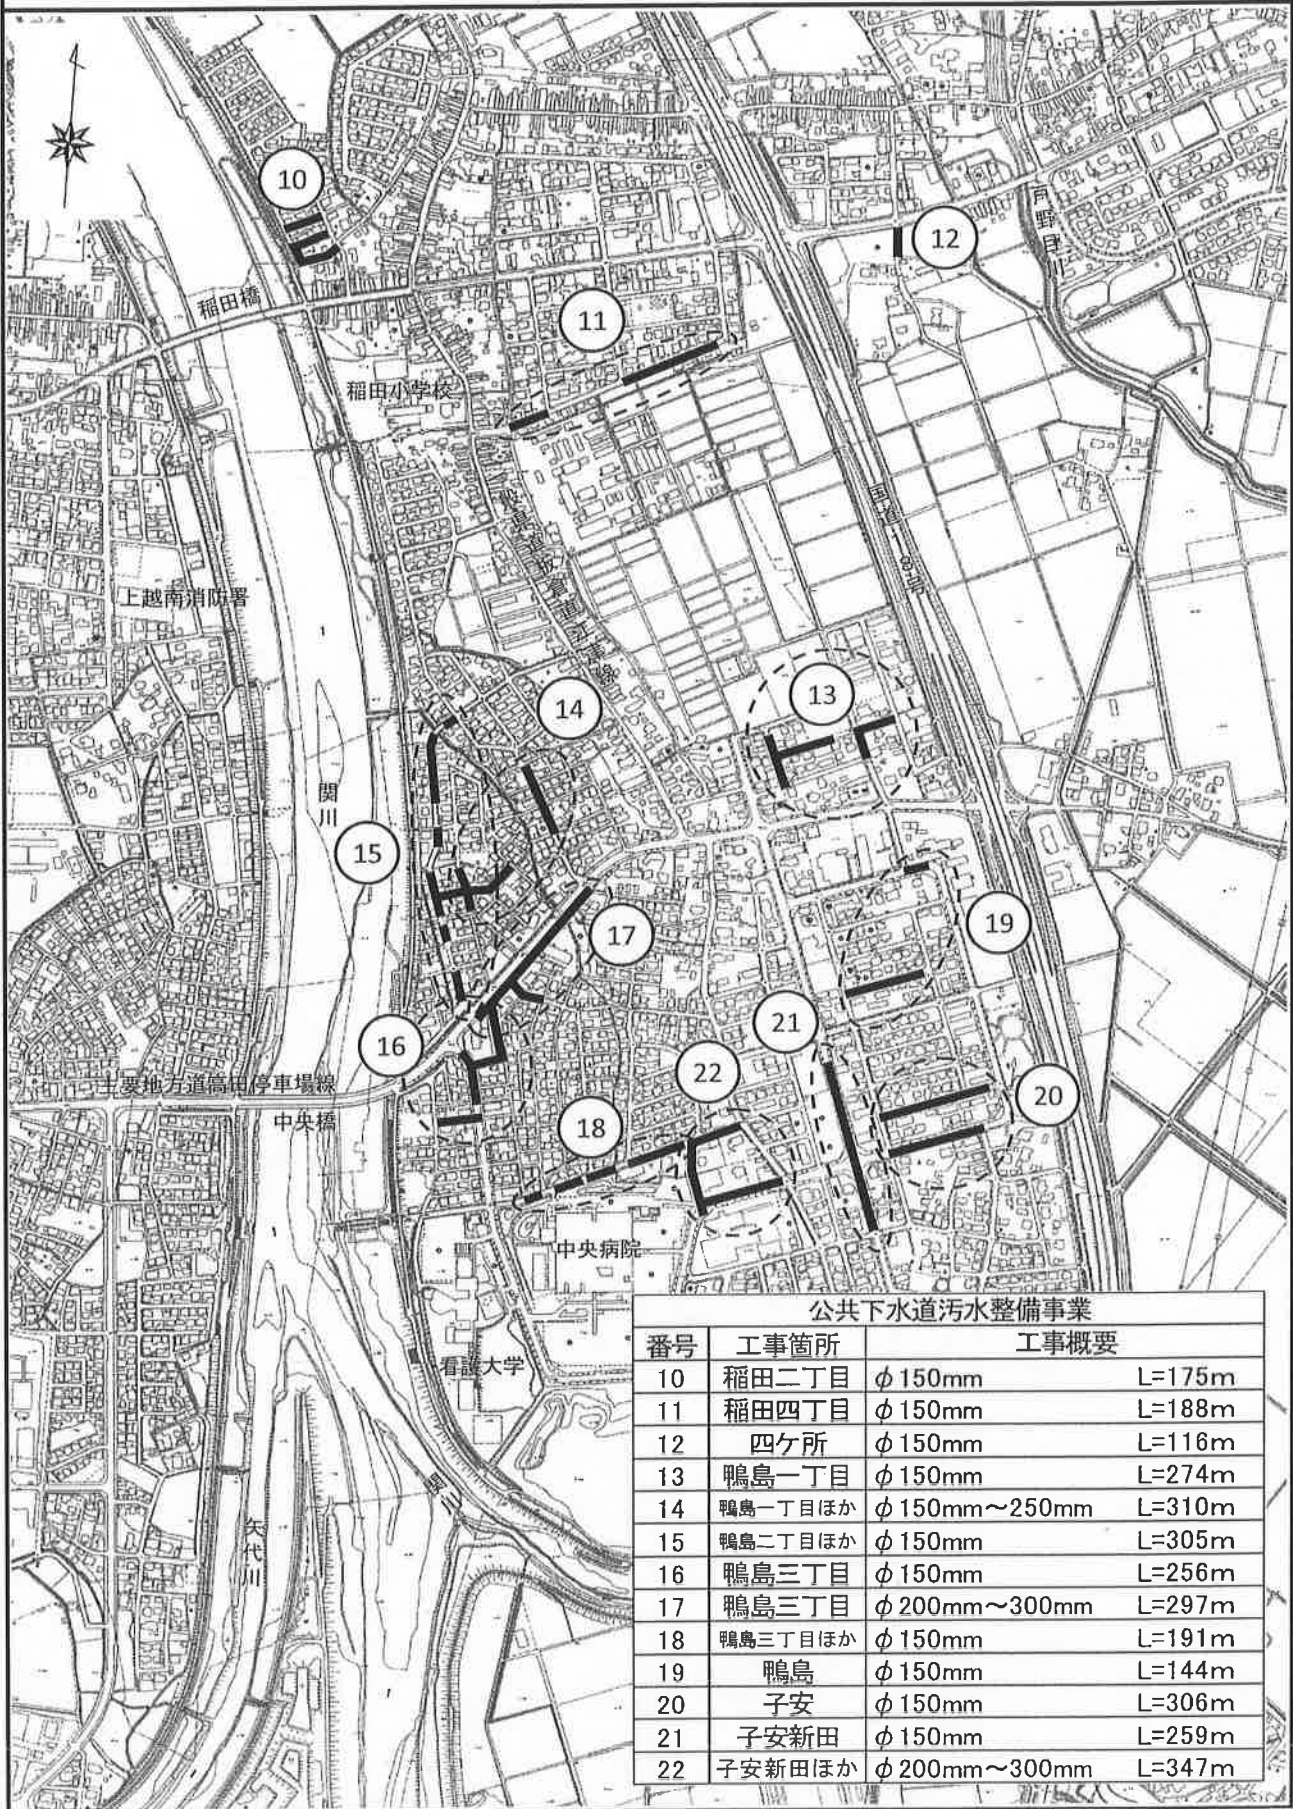 10
12
戸野目川
稲田橋
11
稲田小学校
国道18号
上越南消防署
13
14
関川
15
19
17
21
16
22
主要地方道高田停車場線
20
中央橋
18
中央病院
看護大学
関川
矢代川
公共下水道汚水整備事業
番号 工事箇所 工事概要
10 稲田二丁目 φ150mm L=175m
11 稲田四丁目 φ150mm L=188m
12 四ケ所 φ150mm L=116m
13 鴨島一丁目 φ150mm L=274m
14 鴨島一丁目ほか φ150mm～250mm L=310m
15 鴨島二丁目ほか φ150mm L=305m
16 鴨島三丁目 φ150mm L=256m
17 鴨島三丁目 φ200mm～300mm L=297m
18 鴨島三丁目ほか φ150mm L=191m
19 鴨島 φ150mm L=144m
20 子安 φ150mm L=306m
21 子安新田 φ150mm L=259m
22 子安新田ほか φ200mm～300mm L=347m